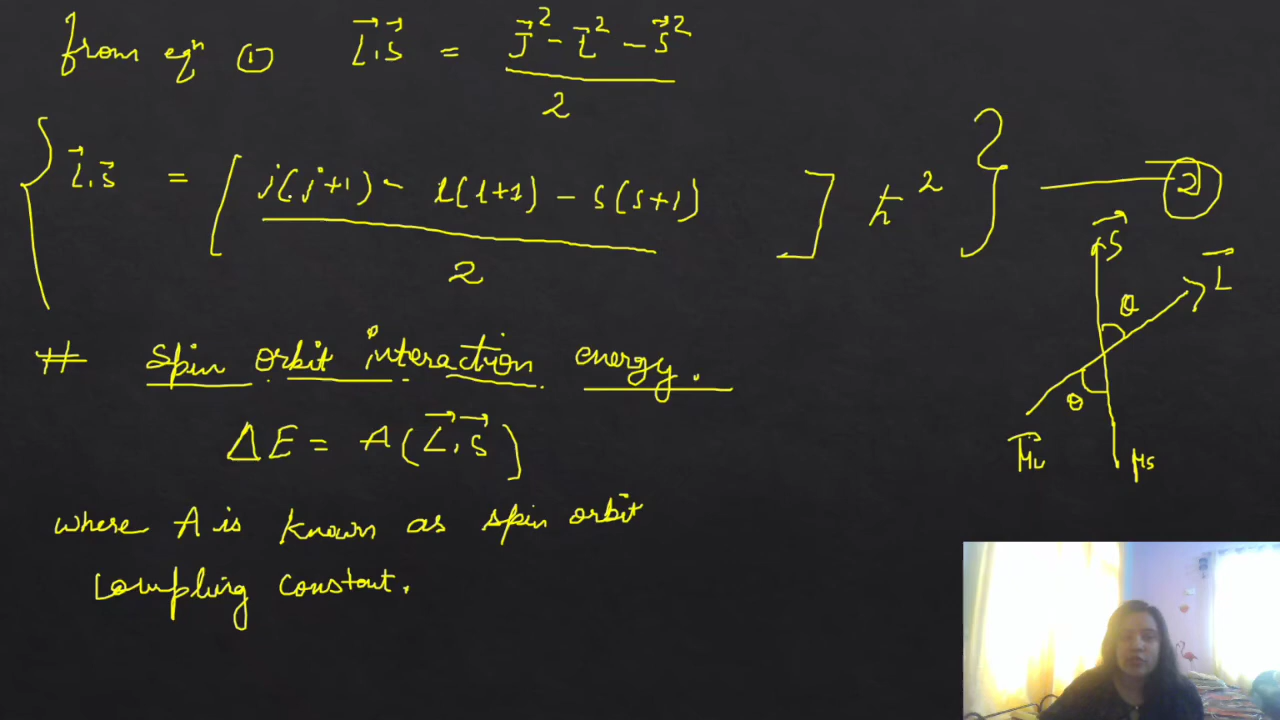 from eqⁿ ① L⃗.S⃗ = (J⃗² - L⃗² - S⃗²) / 2
{ L⃗.S⃗ = [ (j(j+1) - l(l+1) - s(s+1)) / 2 ] ħ² } — ②
S⃗
L⃗
θ
# Spin orbit interaction energy.
θ
ΔE = A(L⃗.S⃗)
μ⃗L μs
where A is known as spin orbit
coupling constant.